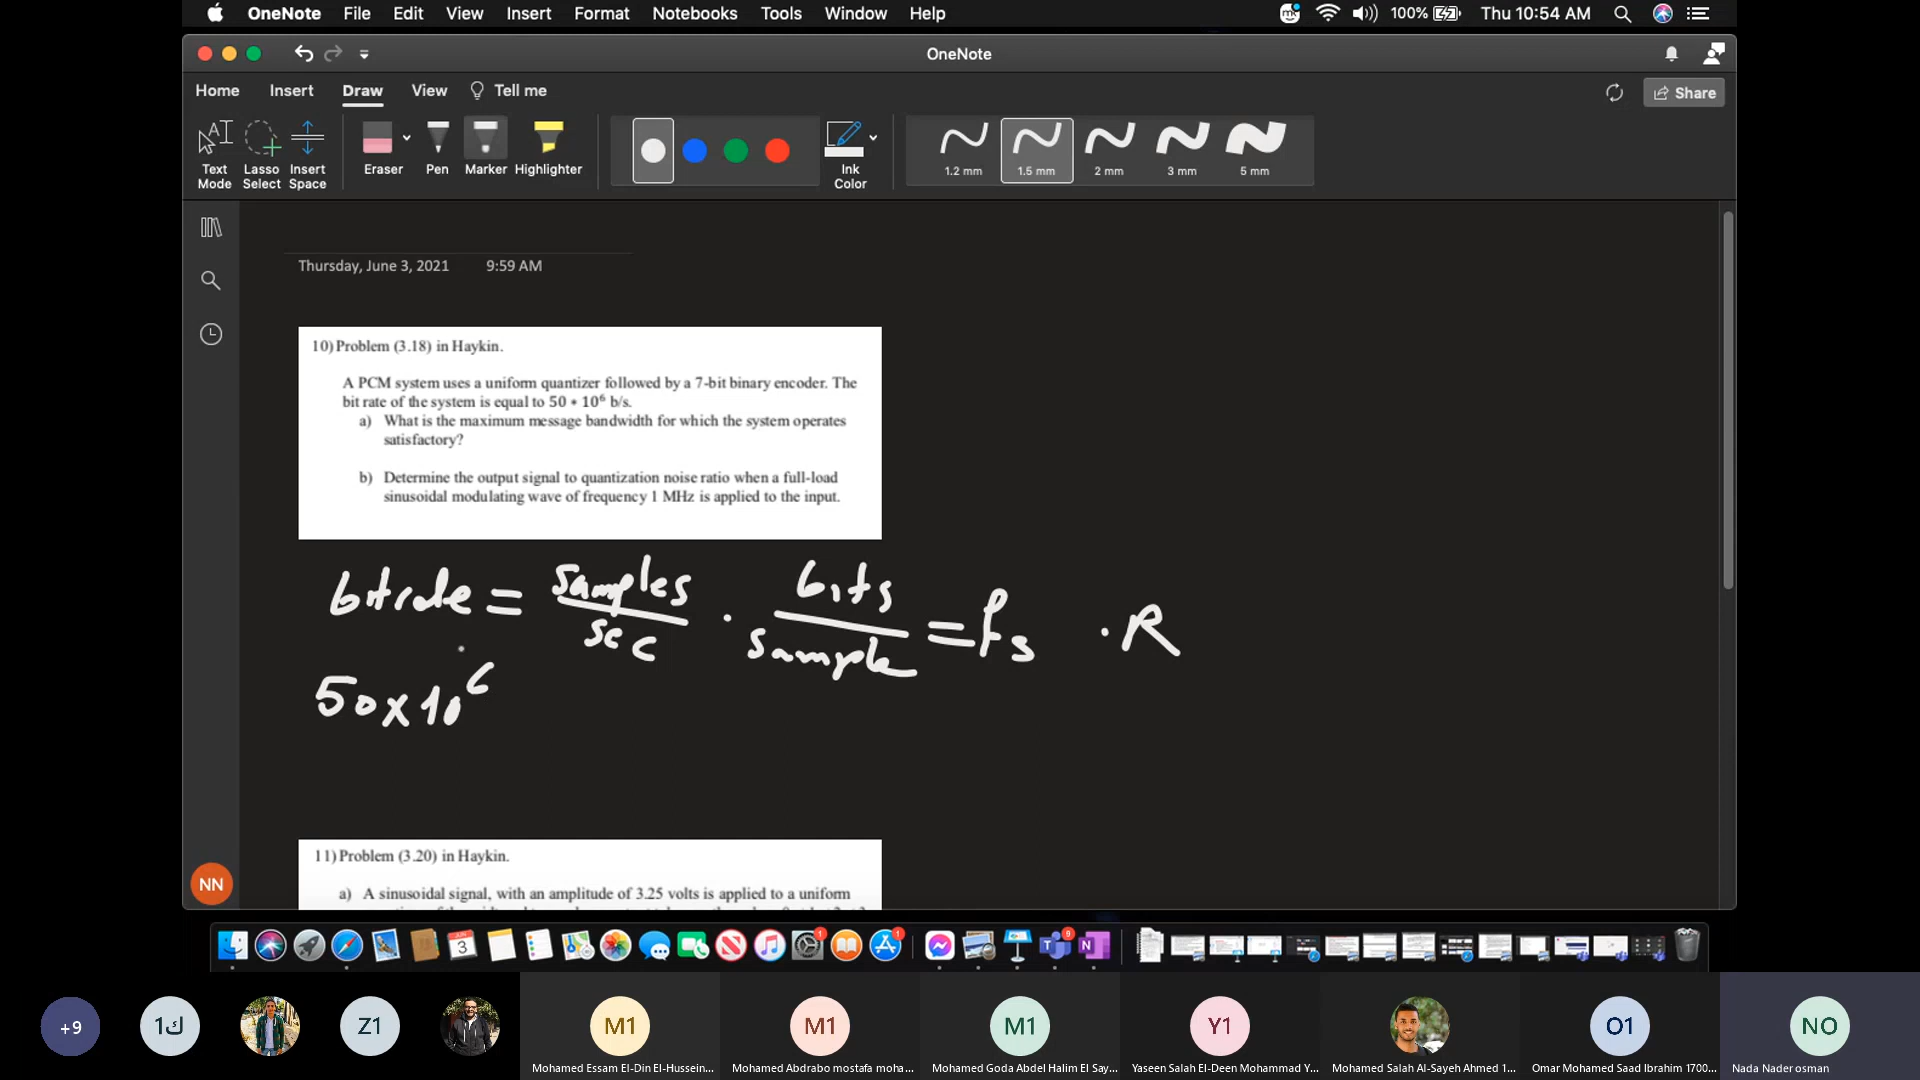 OneNote File Edit View Insert Format Notebooks Tools Window Help 100% Thu 10:54 AM
OneNote
Home Insert Draw View Tell me Share
Text Mode Lasso Select Insert Space Eraser Pen Marker Highlighter Ink Color 1.2 mm 1.5 mm 2 mm 3 mm 5 mm
Thursday, June 3, 2021 9:59 AM
10) Problem (3.18) in Haykin.
A PCM system uses a uniform quantizer followed by a 7-bit binary encoder. The
bit rate of the system is equal to 50 * 10⁶ b/s.
a) What is the maximum message bandwidth for which the system operates
satisfactory?
b) Determine the output signal to quantization noise ratio when a full-load
sinusoidal modulating wave of frequency 1 MHz is applied to the input.
bitrate = samples/sec · bits/sample = fs · R
50x10⁶
11) Problem (3.20) in Haykin.
a) A sinusoidal signal, with an amplitude of 3.25 volts is applied to a uniform
NN
+9 1ك Z1 M1 M1 M1 Y1 O1 NO
Mohamed Essam El-Din El-Hussein... Mohamed Abdrabo mostafa moha... Mohamed Goda Abdel Halim El Say... Yaseen Salah El-Deen Mohammad Y... Mohamed Salah Al-Sayeh Ahmed 1... Omar Mohamed Saad Ibrahim 1700... Nada Nader osman